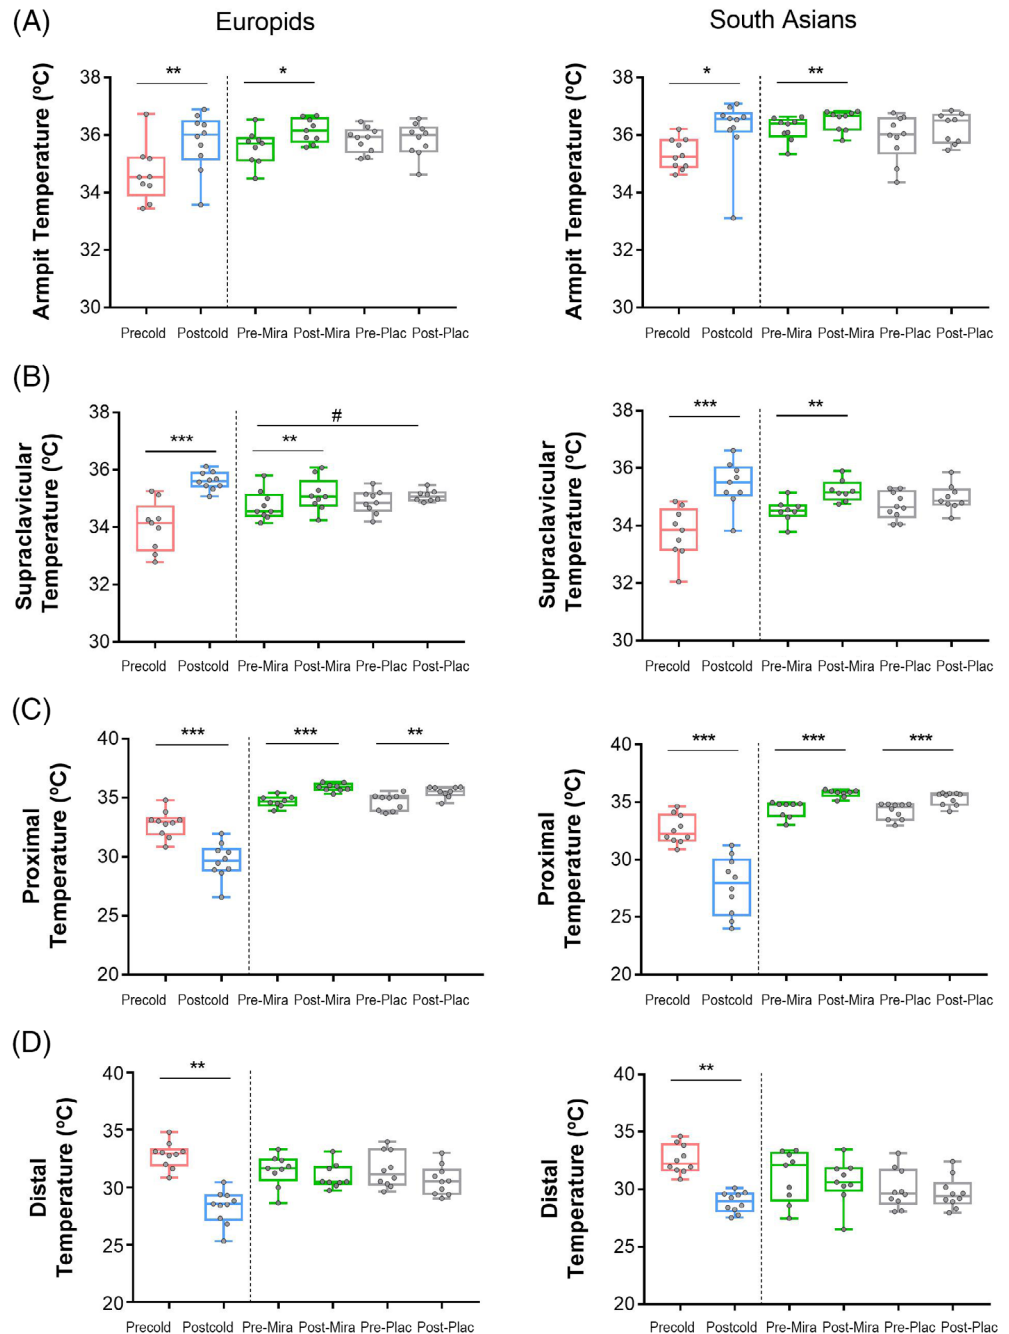 (A) Europids South Asians
** * * **
Armpit Temperature (ºC) 38 36 34 32 30
Precold Postcold Pre-Mira Post-Mira Pre-Plac Post-Plac
Armpit Temperature (ºC) 38 36 34 32 30
Precold Postcold Pre-Mira Post-Mira Pre-Plac Post-Plac
(B)
*** ** # *** **
Supraclavicular
Temperature (ºC)
38 36 34 32 30
Precold Postcold Pre-Mira Post-Mira Pre-Plac Post-Plac
Supraclavicular
Temperature (ºC)
38 36 34 32 30
Precold Postcold Pre-Mira Post-Mira Pre-Plac Post-Plac
(C)
*** *** ** *** *** ***
Proximal
Temperature (ºC)
40 35 30 25 20
Precold Postcold Pre-Mira Post-Mira Pre-Plac Post-Plac
Proximal
Temperature (ºC)
40 35 30 25 20
Precold Postcold Pre-Mira Post-Mira Pre-Plac Post-Plac
(D)
** **
Distal
Temperature (ºC)
40 35 30 25 20
Precold Postcold Pre-Mira Post-Mira Pre-Plac Post-Plac
Distal
Temperature (ºC)
40 35 30 25 20
Precold Postcold Pre-Mira Post-Mira Pre-Plac Post-Plac